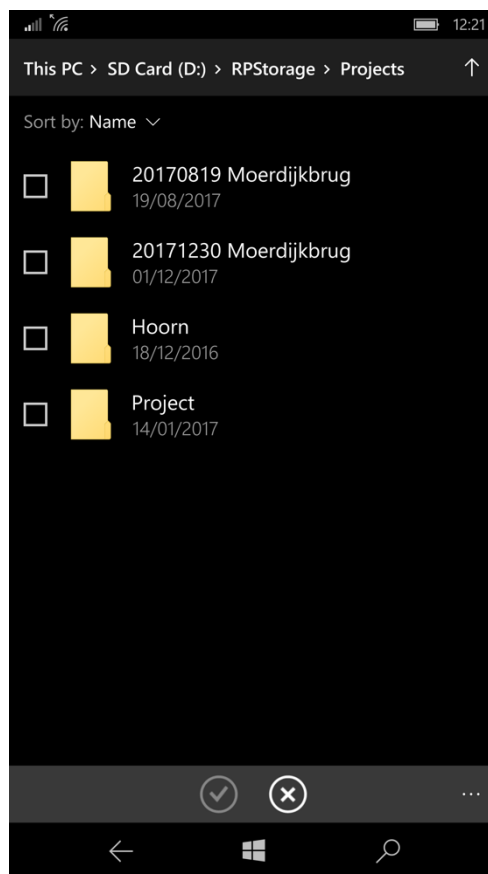 12:21
This PC > SD Card (D:) > RPStorage > Projects
Sort by: Name
20170819 Moerdijkbrug
19/08/2017
20171230 Moerdijkbrug
01/12/2017
Hoorn
18/12/2016
Project
14/01/2017